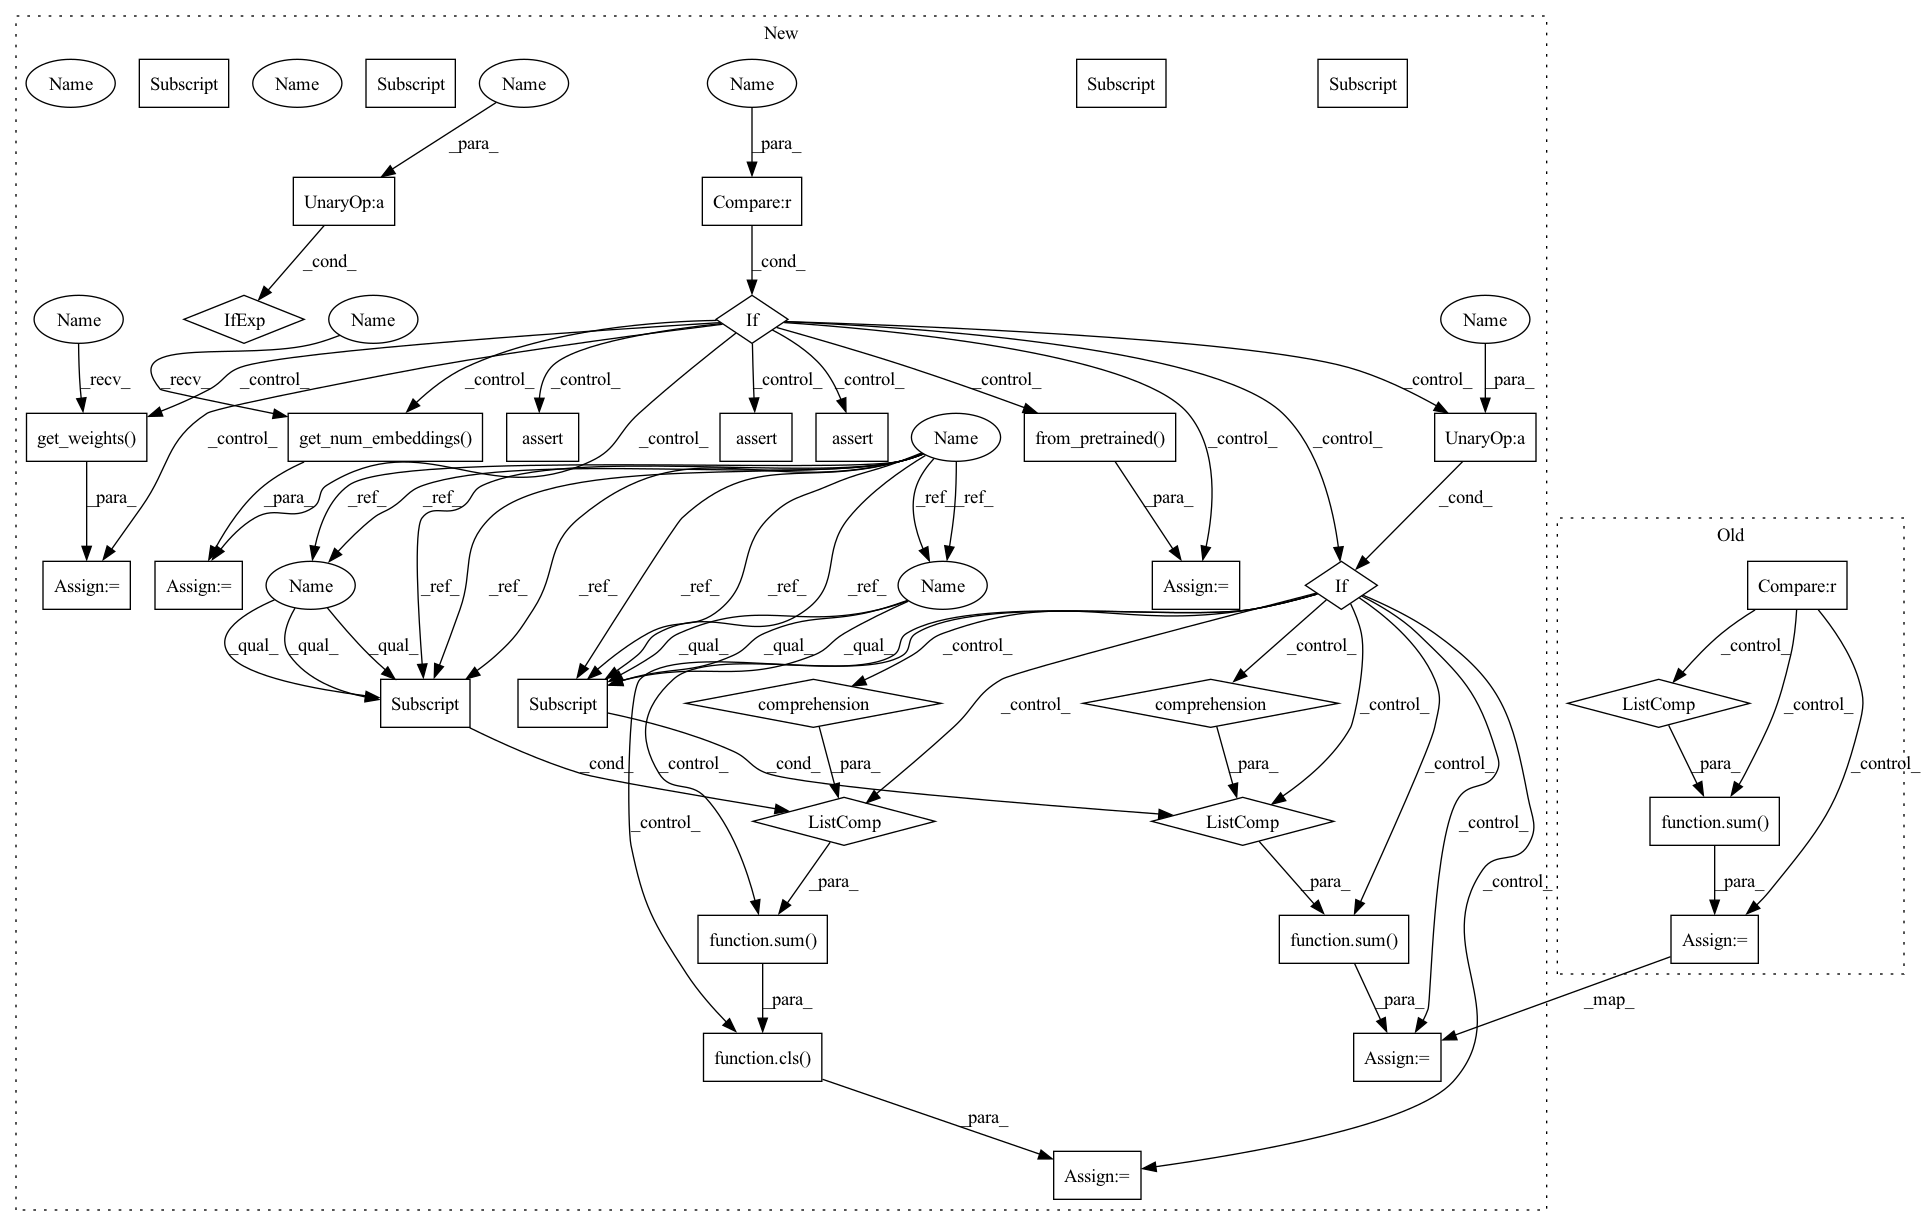 New
Name
Subscript
Name
Subscript
Name
Name
Subscript
Subscript
_para_
_para_
UnaryOp:a
Compare:r
_cond_
_cond_
Name
IfExp
Name
If
Name
_recv_
_recv_
_control_
_control_
_control_
_control_
_control_
_control_
_control_
_para_
get_weights()
_control_
get_num_embeddings()
assert
_control_
assert
assert
Name
from_pretrained()
_control_
_control_
UnaryOp:a
_para_
_para_
_ref_
_ref_
_ref_
_ref_
_para_
_cond_
Old
Assign:=
Assign:=
Name
_ref_
_ref_
_ref_
_ref_
_ref_
Name
Assign:=
If
Compare:r
_qual_
_qual_
_qual_
_qual_
_qual_
_qual_
_control_
_control_
_control_
Subscript
Subscript
comprehension
_control_
comprehension
_control_
ListComp
_control_
_cond_
_control_
_cond_
_para_
_para_
_control_
_para_
_control_
_control_
ListComp
ListComp
_control_
function.sum()
_para_
_para_
_control_
_para_
function.sum()
function.sum()
Assign:=
_para_
_para_
_map_
function.cls()
Assign:=
_para_
Assign:=